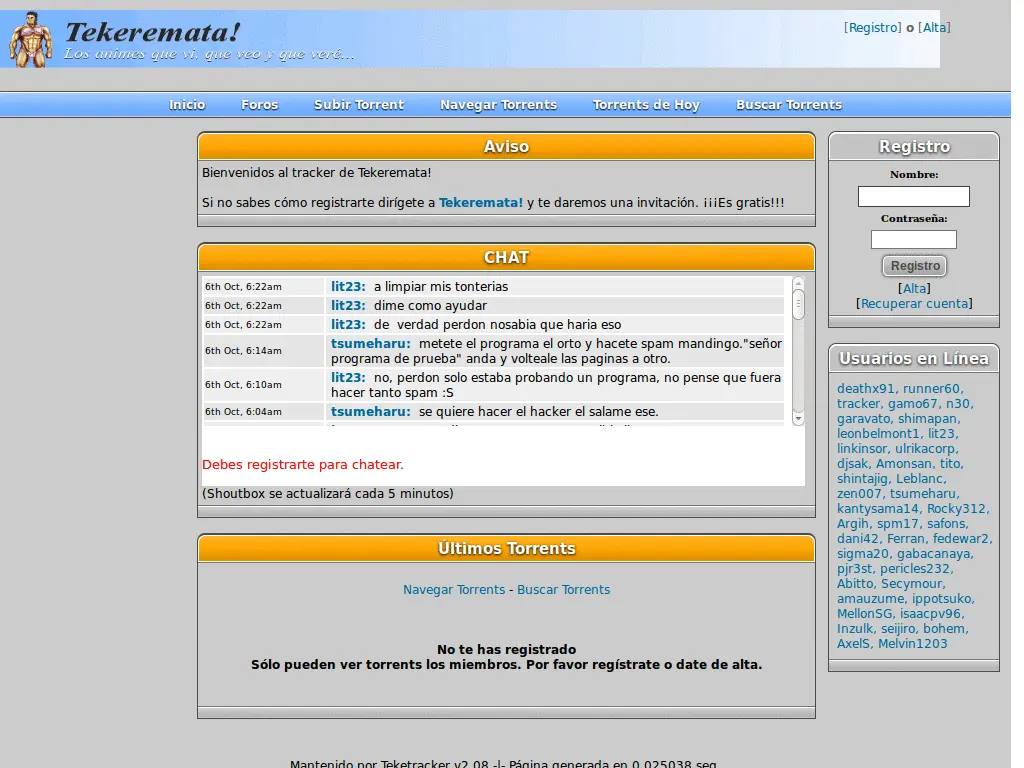 Tekeremata!
Los animes que vi, que veo y que veré...
[Registro] o [Alta]
Inicio Foros Subir Torrent Navegar Torrents Torrents de Hoy Buscar Torrents
Aviso
Bienvenidos al tracker de Tekeremata!
Si no sabes cómo registrarte dirígete a Tekeremata! y te daremos una invitación. ¡¡¡Es gratis!!!
CHAT
6th Oct, 6:22am lit23: a limpiar mis tonterias
6th Oct, 6:22am lit23: dime como ayudar
6th Oct, 6:22am lit23: de verdad perdon nosabia que haria eso
6th Oct, 6:14am tsumeharu: metete el programa el orto y hacete spam mandingo."señor
programa de prueba" anda y volteale las paginas a otro.
6th Oct, 6:10am lit23: no, perdon solo estaba probando un programa, no pense que fuera
hacer tanto spam :S
6th Oct, 6:04am tsumeharu: se quiere hacer el hacker el salame ese.
Debes registrarte para chatear.
(Shoutbox se actualizará cada 5 minutos)
Últimos Torrents
Navegar Torrents - Buscar Torrents
No te has registrado
Sólo pueden ver torrents los miembros. Por favor regístrate o date de alta.
Registro
Nombre:
Contraseña:
Registro
[Alta]
[Recuperar cuenta]
Usuarios en Línea
deathx91, runner60,
tracker, gamo67, n30,
garavato, shimapan,
leonbelmont1, lit23,
linkinsor, ulrikacorp,
djsak, Amonsan, tito,
shintajig, Leblanc,
zen007, tsumeharu,
kantysama14, Rocky312,
Argih, spm17, safons,
dani42, Ferran, fedewar2,
sigma20, gabacanaya,
pjr3st, pericles232,
Abitto, Secymour,
amauzume, ippotsuko,
MellonSG, isaacpv96,
Inzulk, seijiro, bohem,
AxelS, Melvin1203
Mantenido por Teketracker v2.08 -|- Página generada en 0.025038 seg